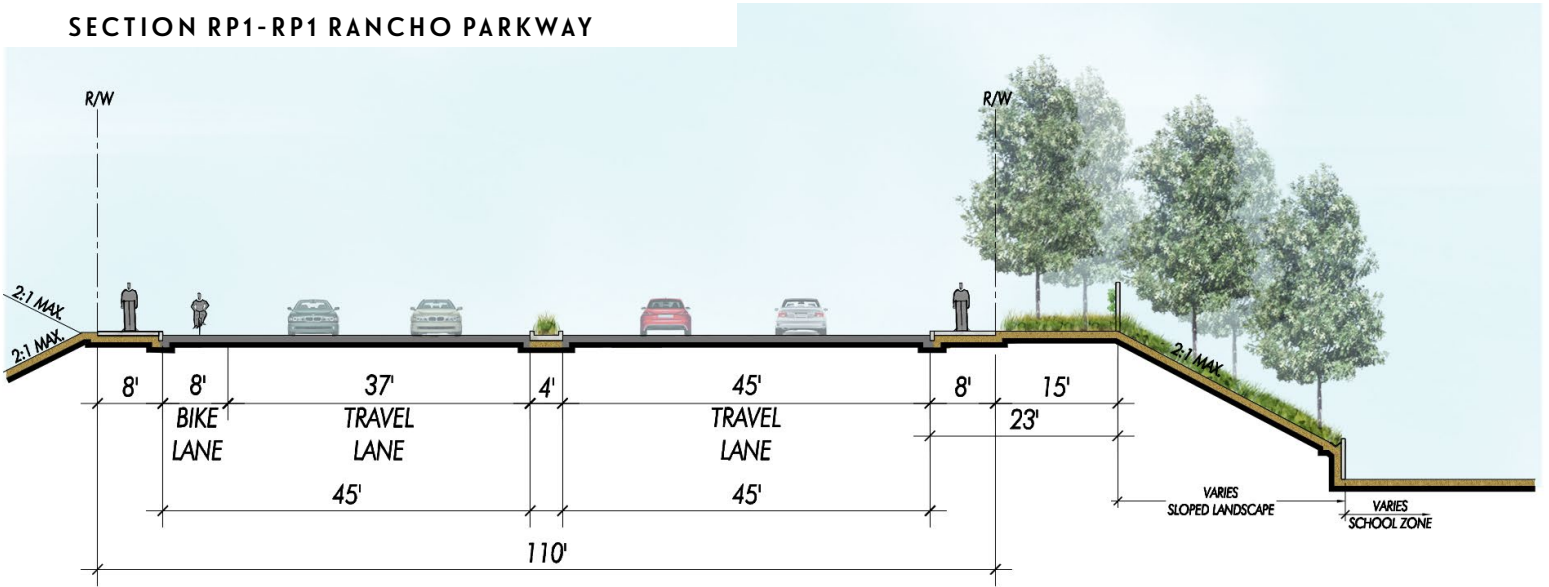 SECTION RP1-RP1 RANCHO PARKWAY
R/W
R/W
2:1 MAX.
2:1 MAX.
2:1 MAX.
8'
8'
37'
4'
45'
8'
15'
BIKE
LANE
TRAVEL
LANE
TRAVEL
LANE
23'
45'
45'
VARIES
SLOPED LANDSCAPE
VARIES
SCHOOL ZONE
110'